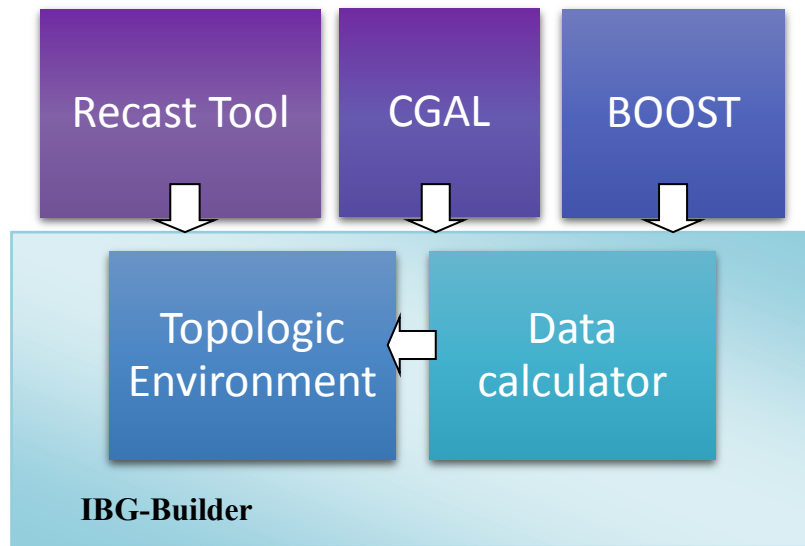 Recast Tool
CGAL
BOOST
Topologic
Environment
Data
calculator
IBG-Builder